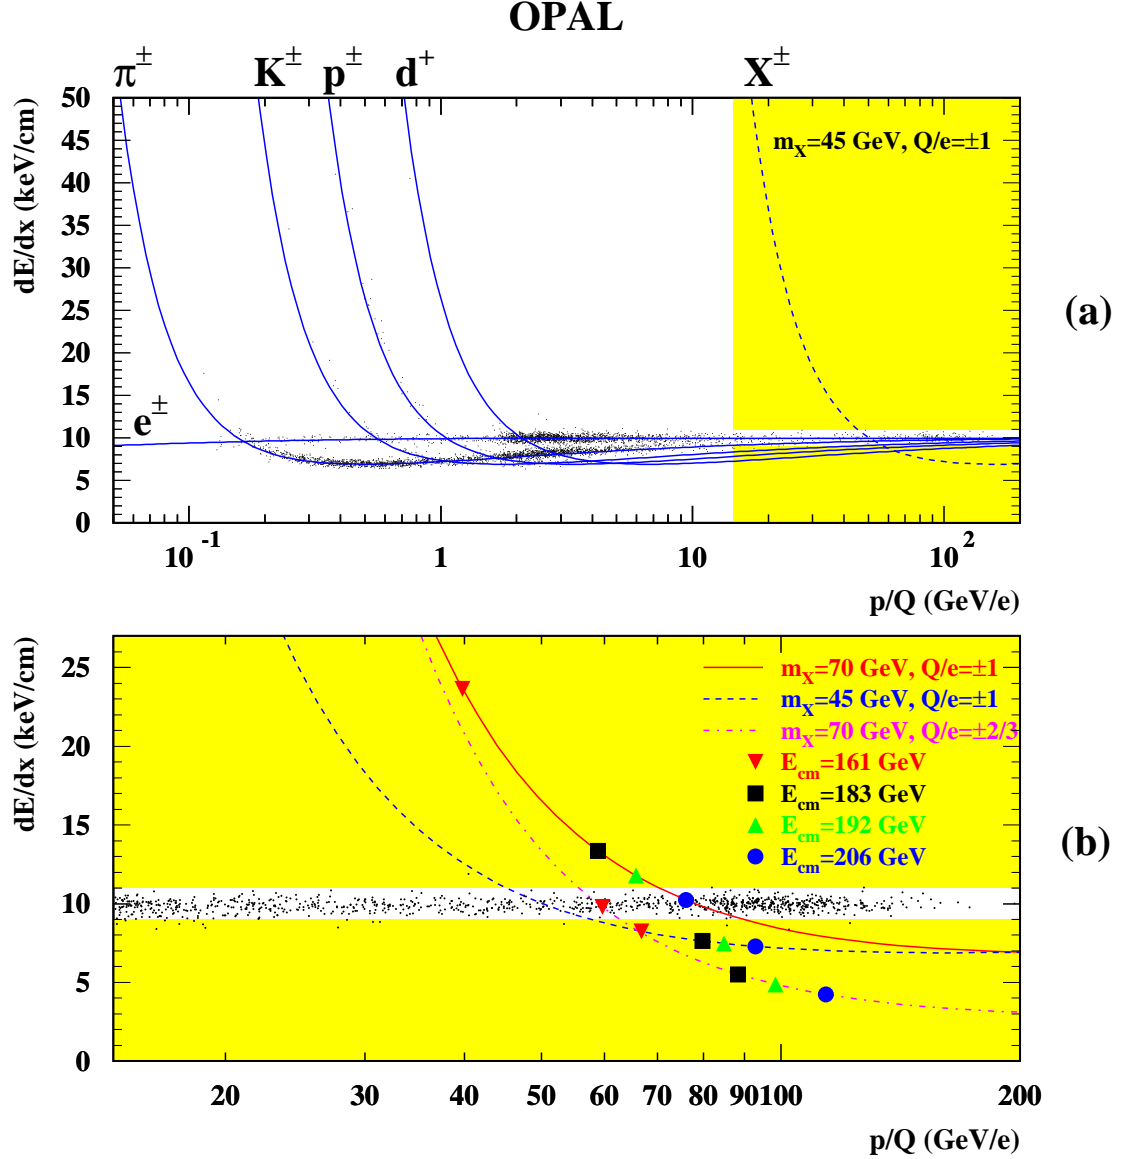 OPAL
π± K± p± d+ X±
dE/dx (keV/cm)
50
45
40
35
30
25
20
15
10
5
0
mX=45 GeV, Q/e=±1
e±
(a)
10-1 1 10 102
p/Q (GeV/e)
dE/dx (keV/cm)
25
20
15
10
5
0
mX=70 GeV, Q/e=±1
mX=45 GeV, Q/e=±1
mX=70 GeV, Q/e=±2/3
Ecm=161 GeV
Ecm=183 GeV
Ecm=192 GeV
Ecm=206 GeV
(b)
20 30 40 50 60 70 80 90 100 200
p/Q (GeV/e)